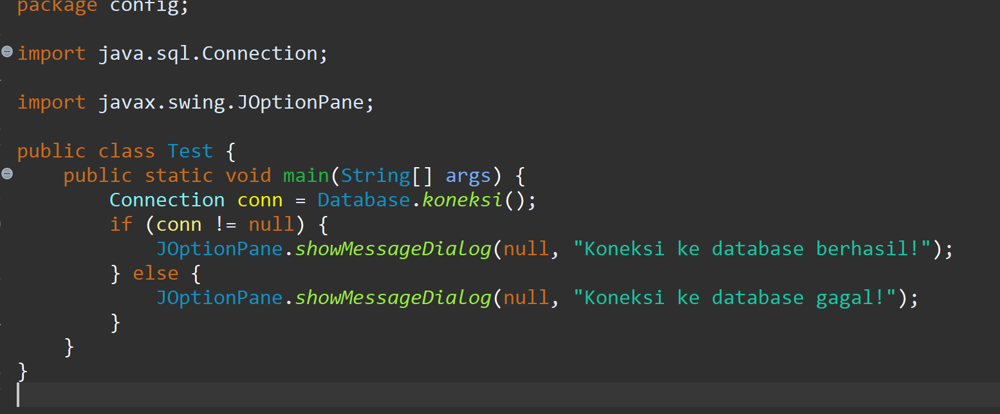 package config;
import java.sql.Connection;
import javax.swing.JOptionPane;
public class Test {
public static void main(String[] args) {
Connection conn = Database.koneksi();
if (conn != null) {
JOptionPane.showMessageDialog(null, "Koneksi ke database berhasil!");
} else {
JOptionPane.showMessageDialog(null, "Koneksi ke database gagal!");
}
}
}